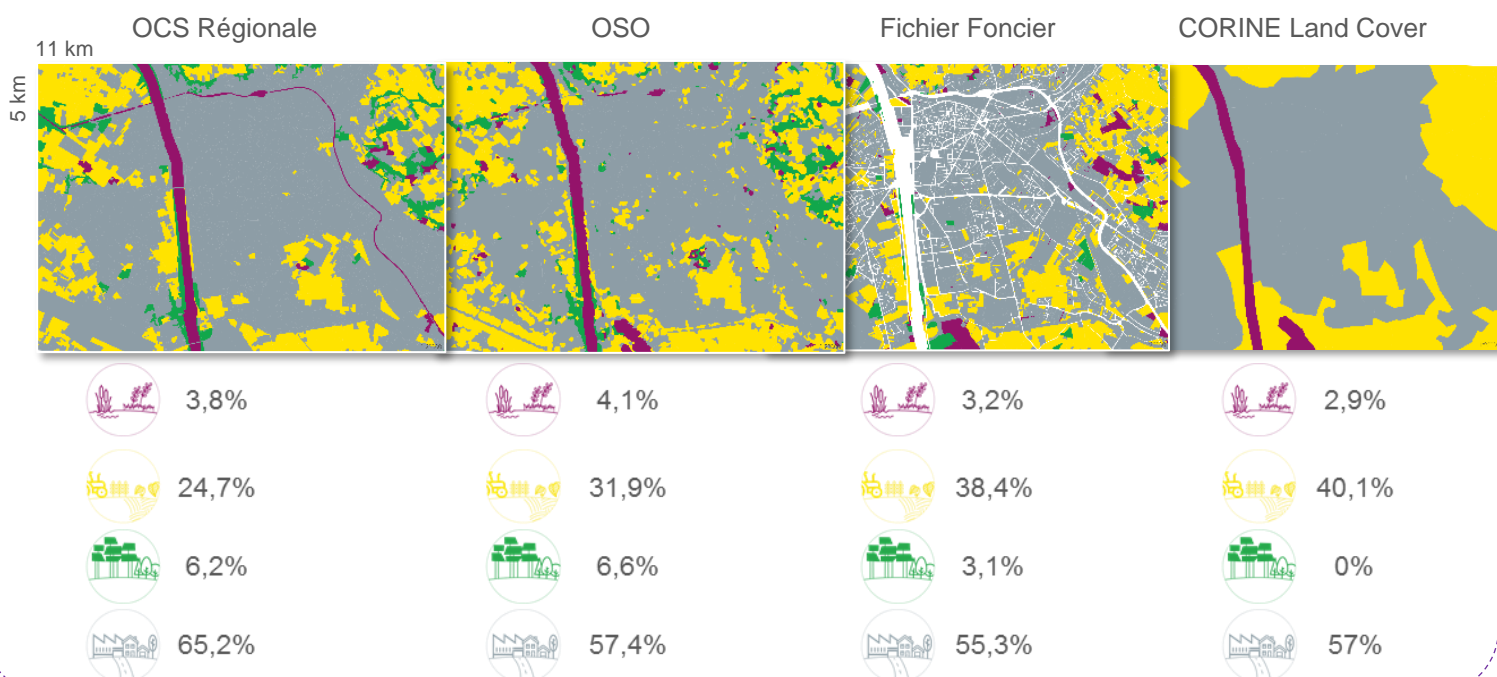 OCS Régionale OSO Fichier Foncier CORINE Land Cover
11 km
5 km
3,8% 4,1% 3,2% 2,9%
24,7% 31,9% 38,4% 40,1%
6,2% 6,6% 3,1% 0%
65,2% 57,4% 55,3% 57%